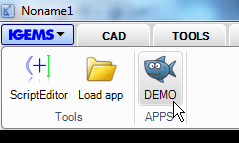 Noname1
IGEMS CAD TOOLS
ScriptEditor Load app DEMO
Tools APPS